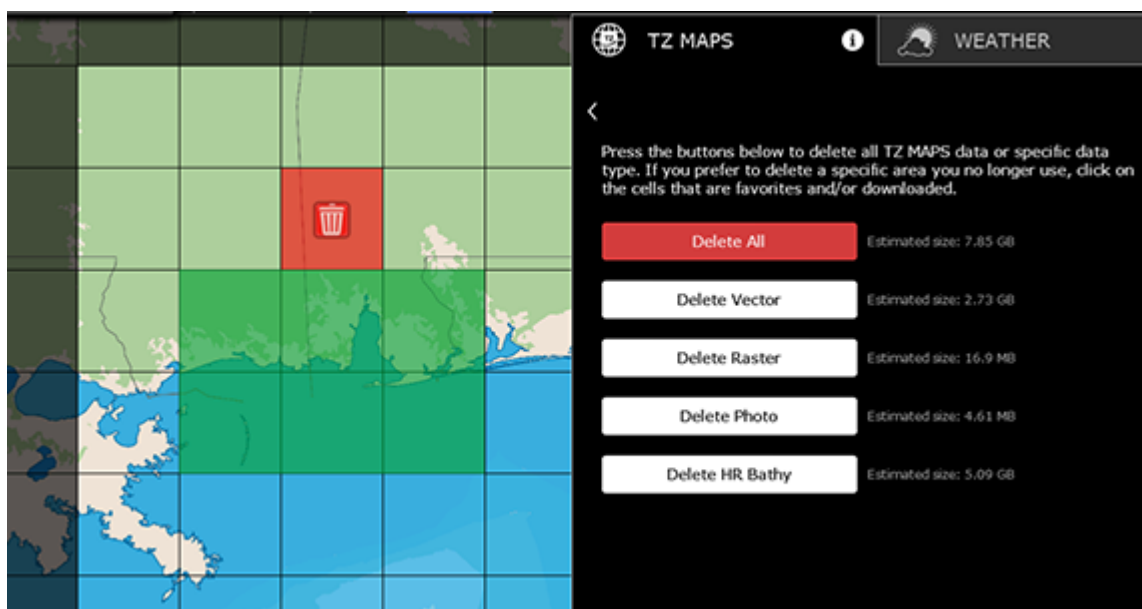 TZ MAPS
WEATHER
Press the buttons below to delete all TZ MAPS data or specific data
type. If you prefer to delete a specific area you no longer use, click on
the cells that are favorites and/or downloaded.
Delete All Estimated size: 7.85 GB
Delete Vector Estimated size: 2.73 GB
Delete Raster Estimated size: 16.9 MB
Delete Photo Estimated size: 4.61 MB
Delete HR Bathy Estimated size: 5.09 GB